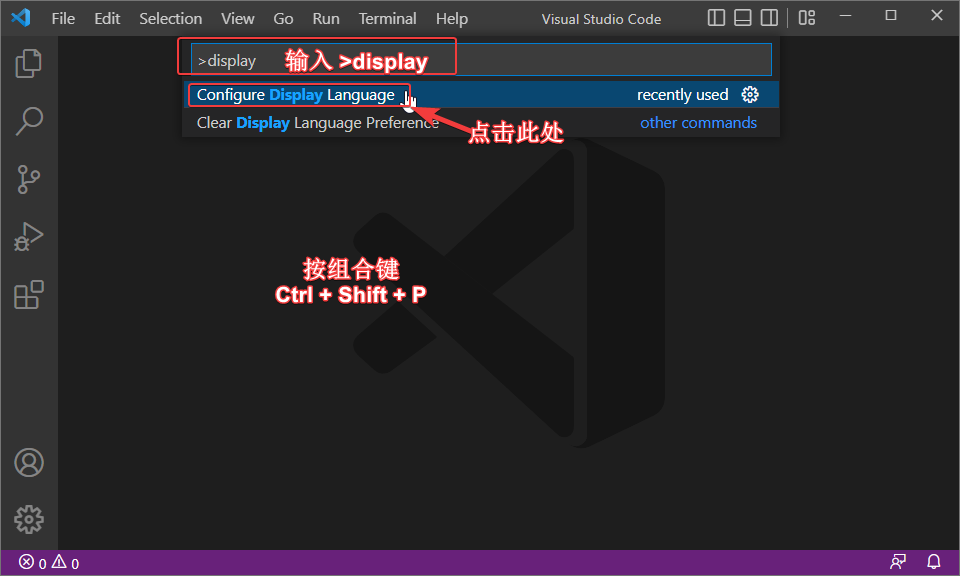 File Edit Selection View Go Run Terminal Help Visual Studio Code
>display 输入 >display
Configure Display Language recently used
Clear Display Language Preference other commands
点击此处
按组合键
Ctrl + Shift + P
0 0